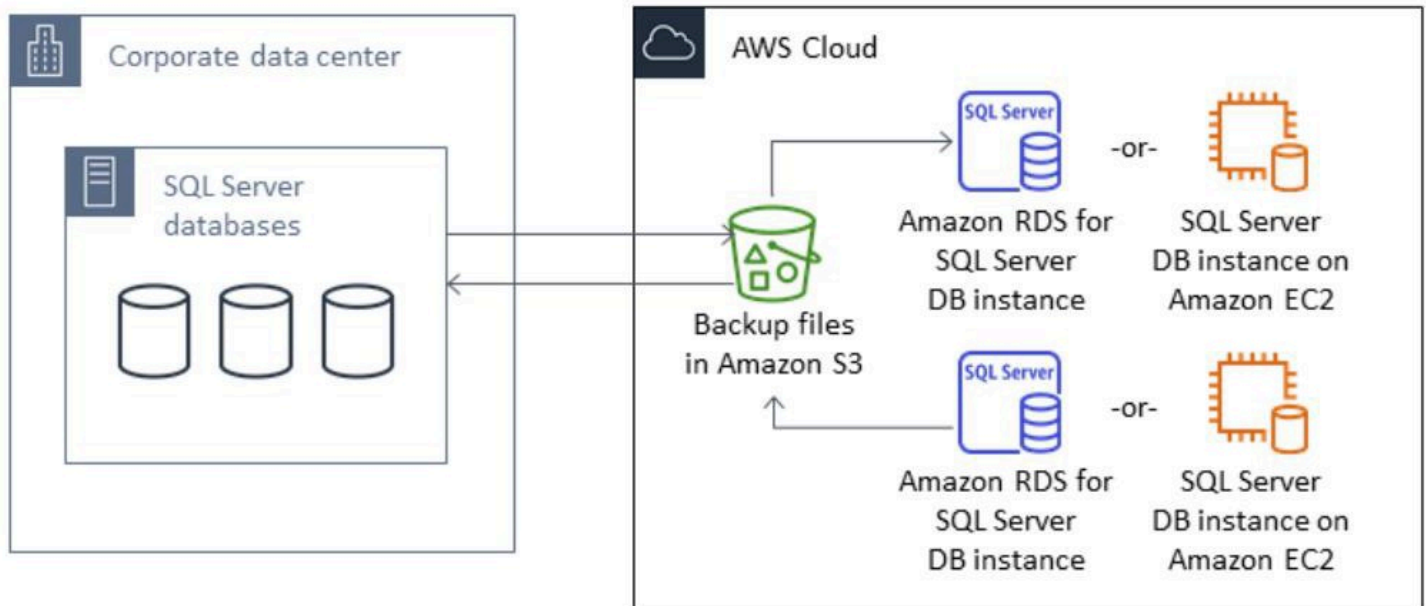 Corporate data center
SQL Server
databases
AWS Cloud
SQL Server
-or-
Amazon RDS for
SQL Server
DB instance
SQL Server
DB instance on
Amazon EC2
Backup files
in Amazon S3
SQL Server
-or-
Amazon RDS for
SQL Server
DB instance
SQL Server
DB instance on
Amazon EC2